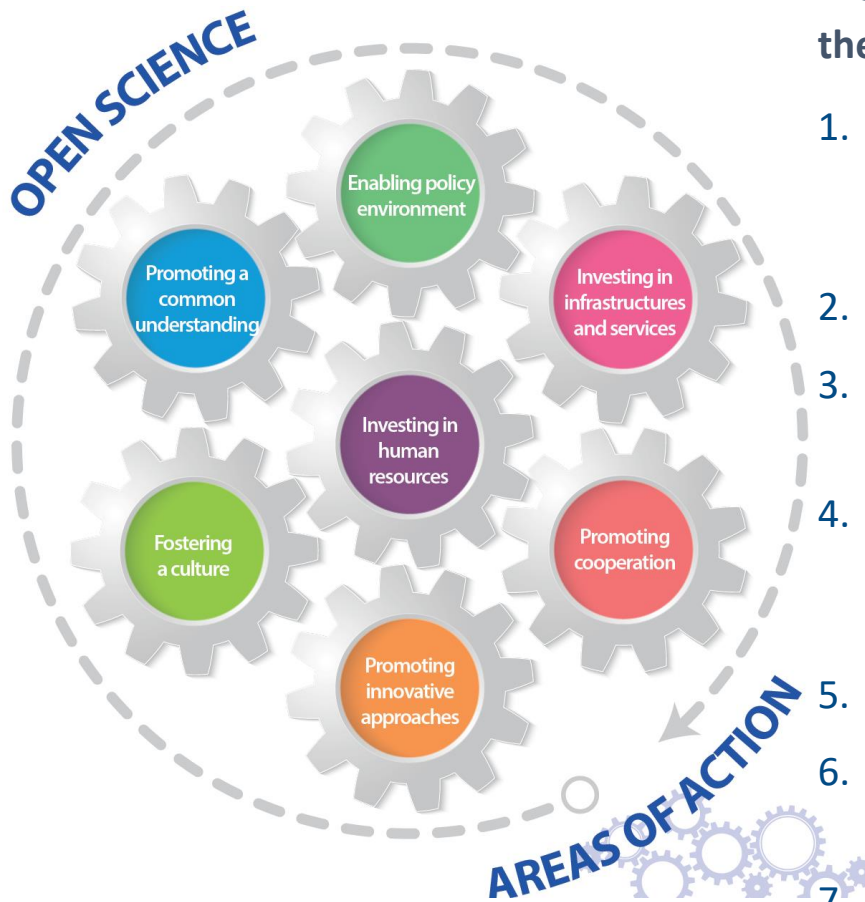 OPEN SCIENCE
Enabling policy
environment
Promoting a
common
understanding
Investing in
infrastructures
and services
Investing in
human
resources
Fostering
a culture
Promoting
cooperation
Promoting
innovative
approaches
AREAS OF ACTION
the
1.
2.
3.
4.
5.
6.
7.